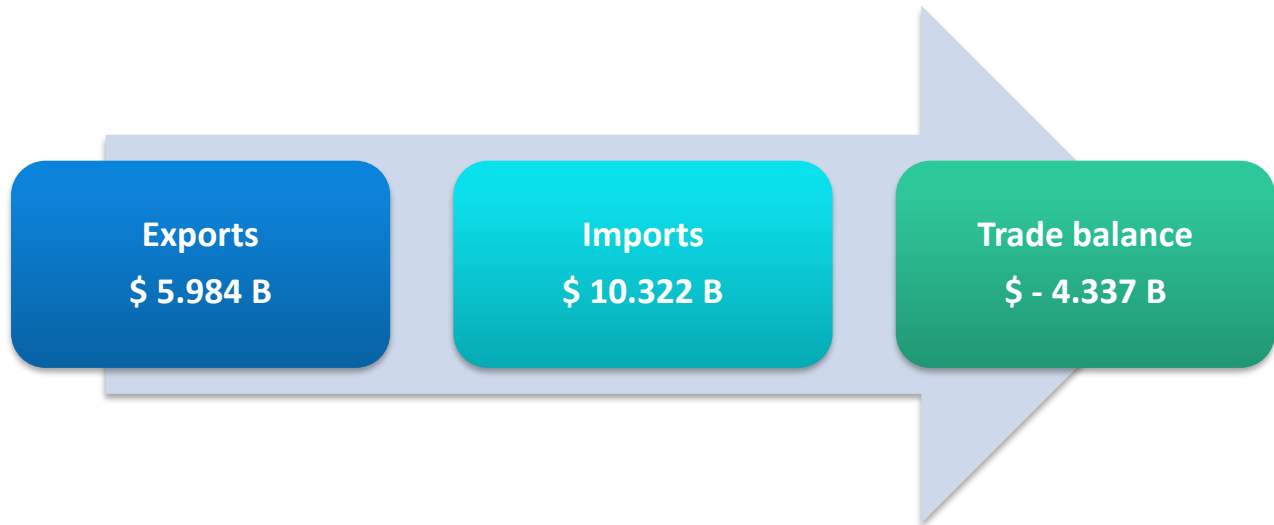 Exports
$ 5.984 B
Imports
$ 10.322 B
Trade balance
$ - 4.337 B